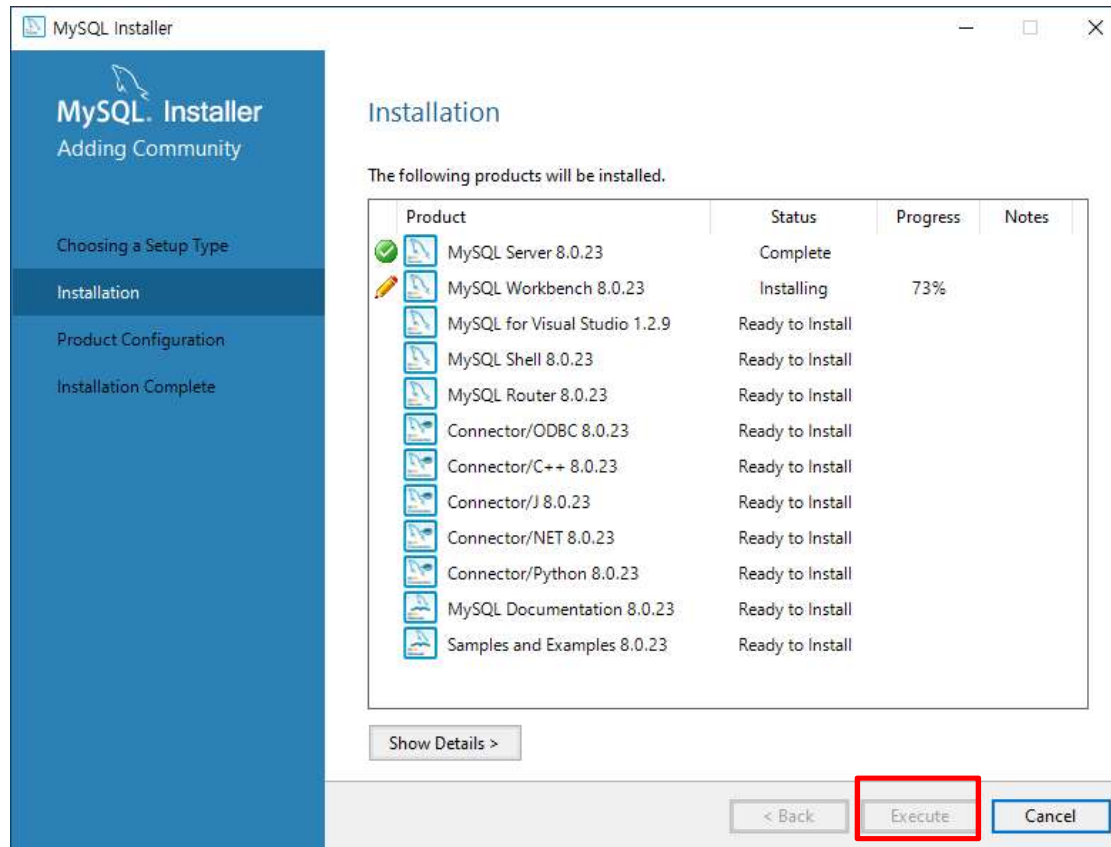 MySQL Installer
MySQL. Installer
Adding Community
Choosing a Setup Type
Installation
Product Configuration
Installation Complete
Installation
The following products will be installed.
Product Status Progress Notes
MySQL Server 8.0.23 Complete
MySQL Workbench 8.0.23 Installing 73%
MySQL for Visual Studio 1.2.9 Ready to Install
MySQL Shell 8.0.23 Ready to Install
MySQL Router 8.0.23 Ready to Install
Connector/ODBC 8.0.23 Ready to Install
Connector/C++ 8.0.23 Ready to Install
Connector/J 8.0.23 Ready to Install
Connector/NET 8.0.23 Ready to Install
Connector/Python 8.0.23 Ready to Install
MySQL Documentation 8.0.23 Ready to Install
Samples and Examples 8.0.23 Ready to Install
Show Details >
< Back Execute Cancel